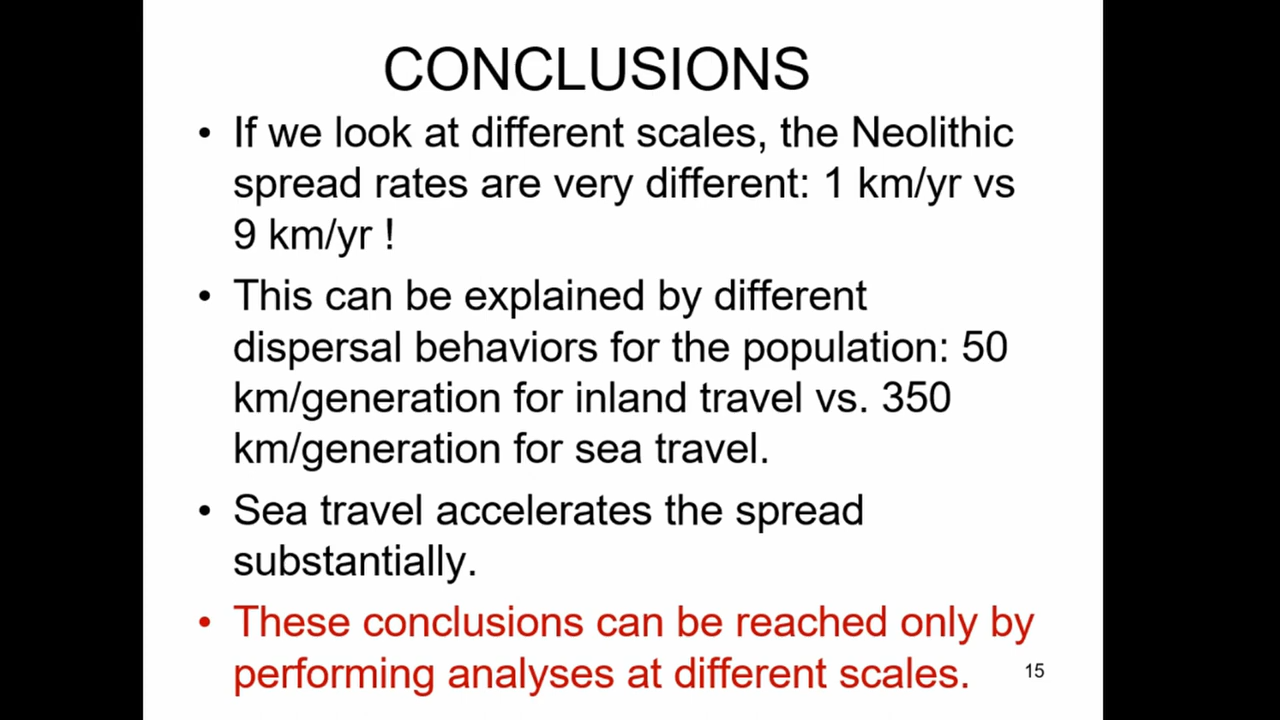 CONCLUSIONS
• If we look at different scales, the Neolithic
spread rates are very different: 1 km/yr vs
9 km/yr !
• This can be explained by different
dispersal behaviors for the population: 50
km/generation for inland travel vs. 350
km/generation for sea travel.
• Sea travel accelerates the spread
substantially.
• These conclusions can be reached only by
performing analyses at different scales.
15